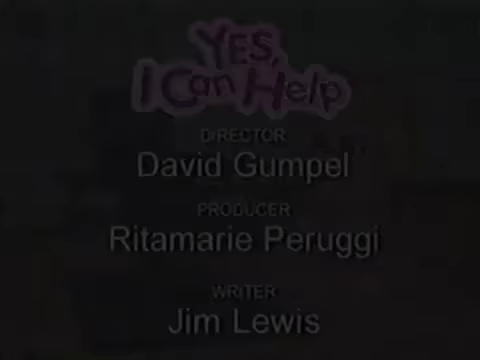 YES,
I Can Help
DIRECTOR
David Gumpel
PRODUCER
Ritamarie Peruggi
WRITER
Jim Lewis